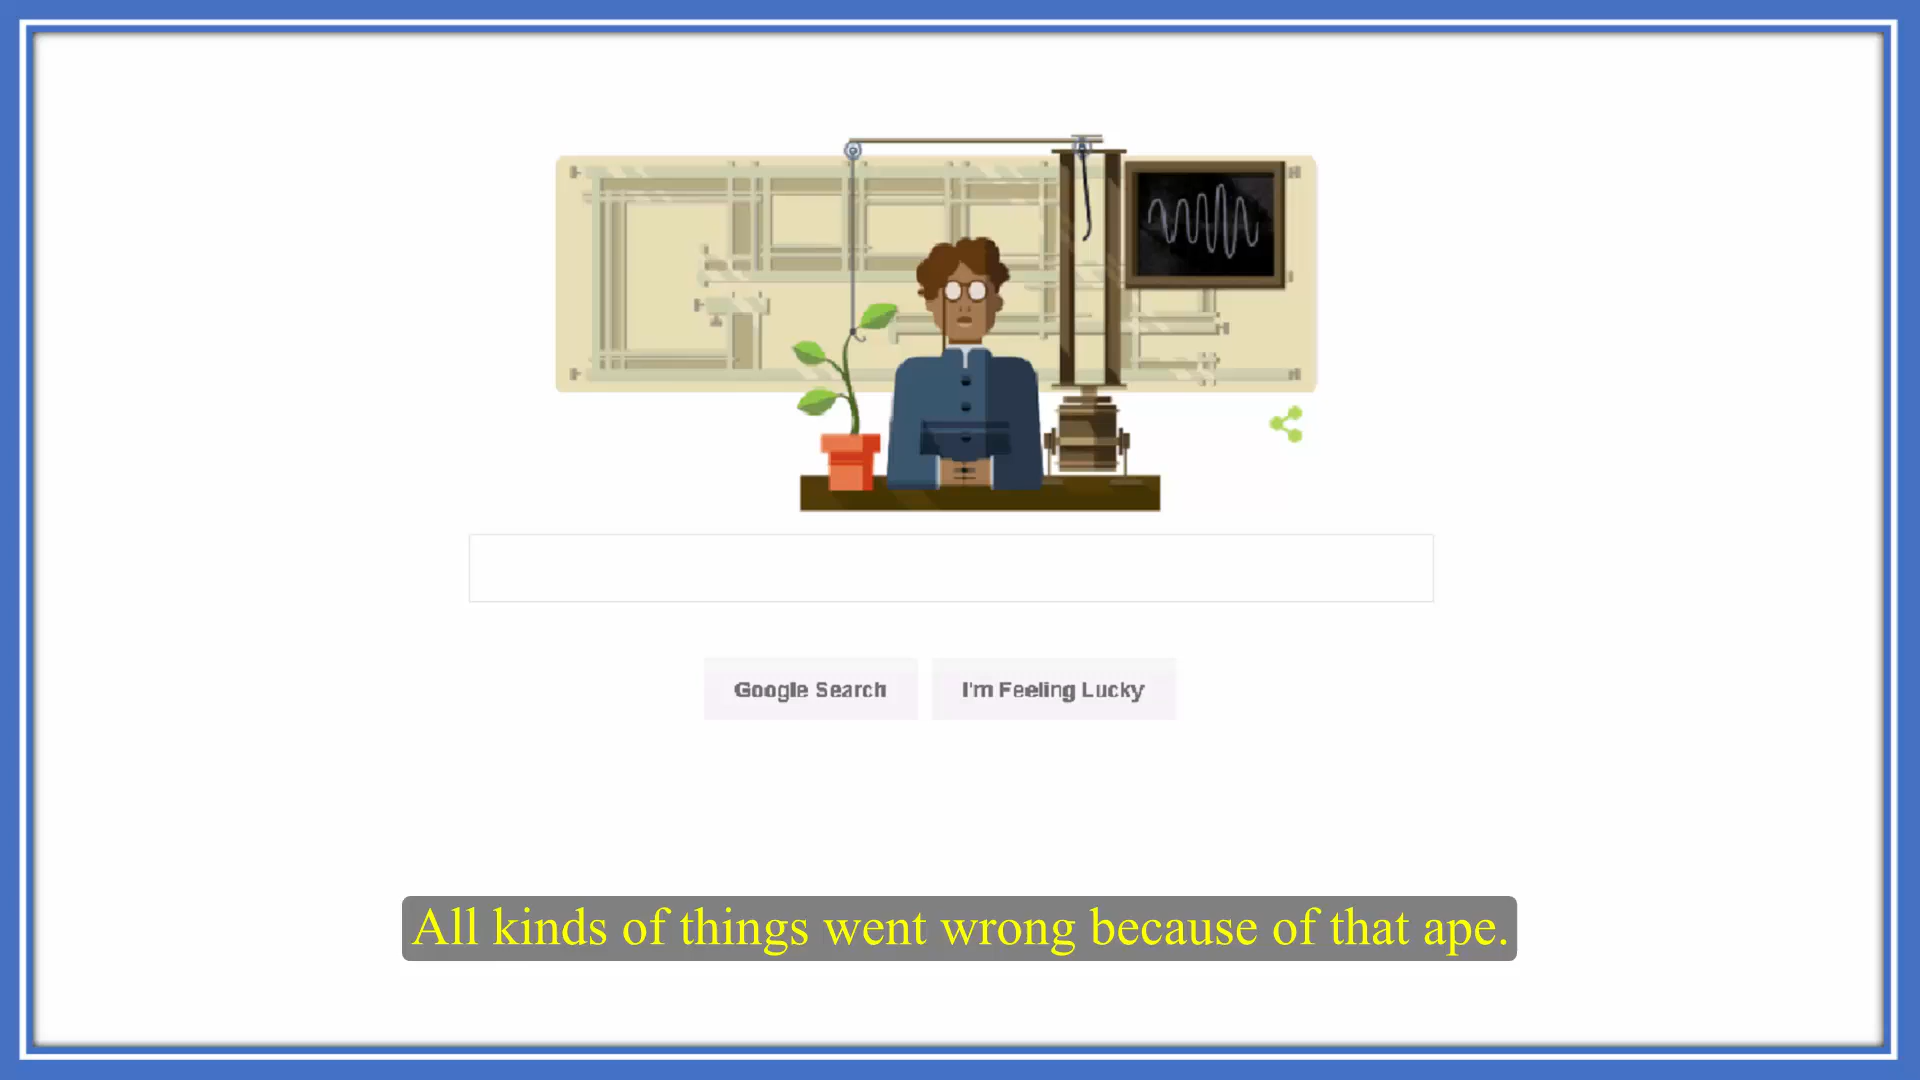 Google Search
I'm Feeling Lucky
All kinds of things went wrong because of that ape.